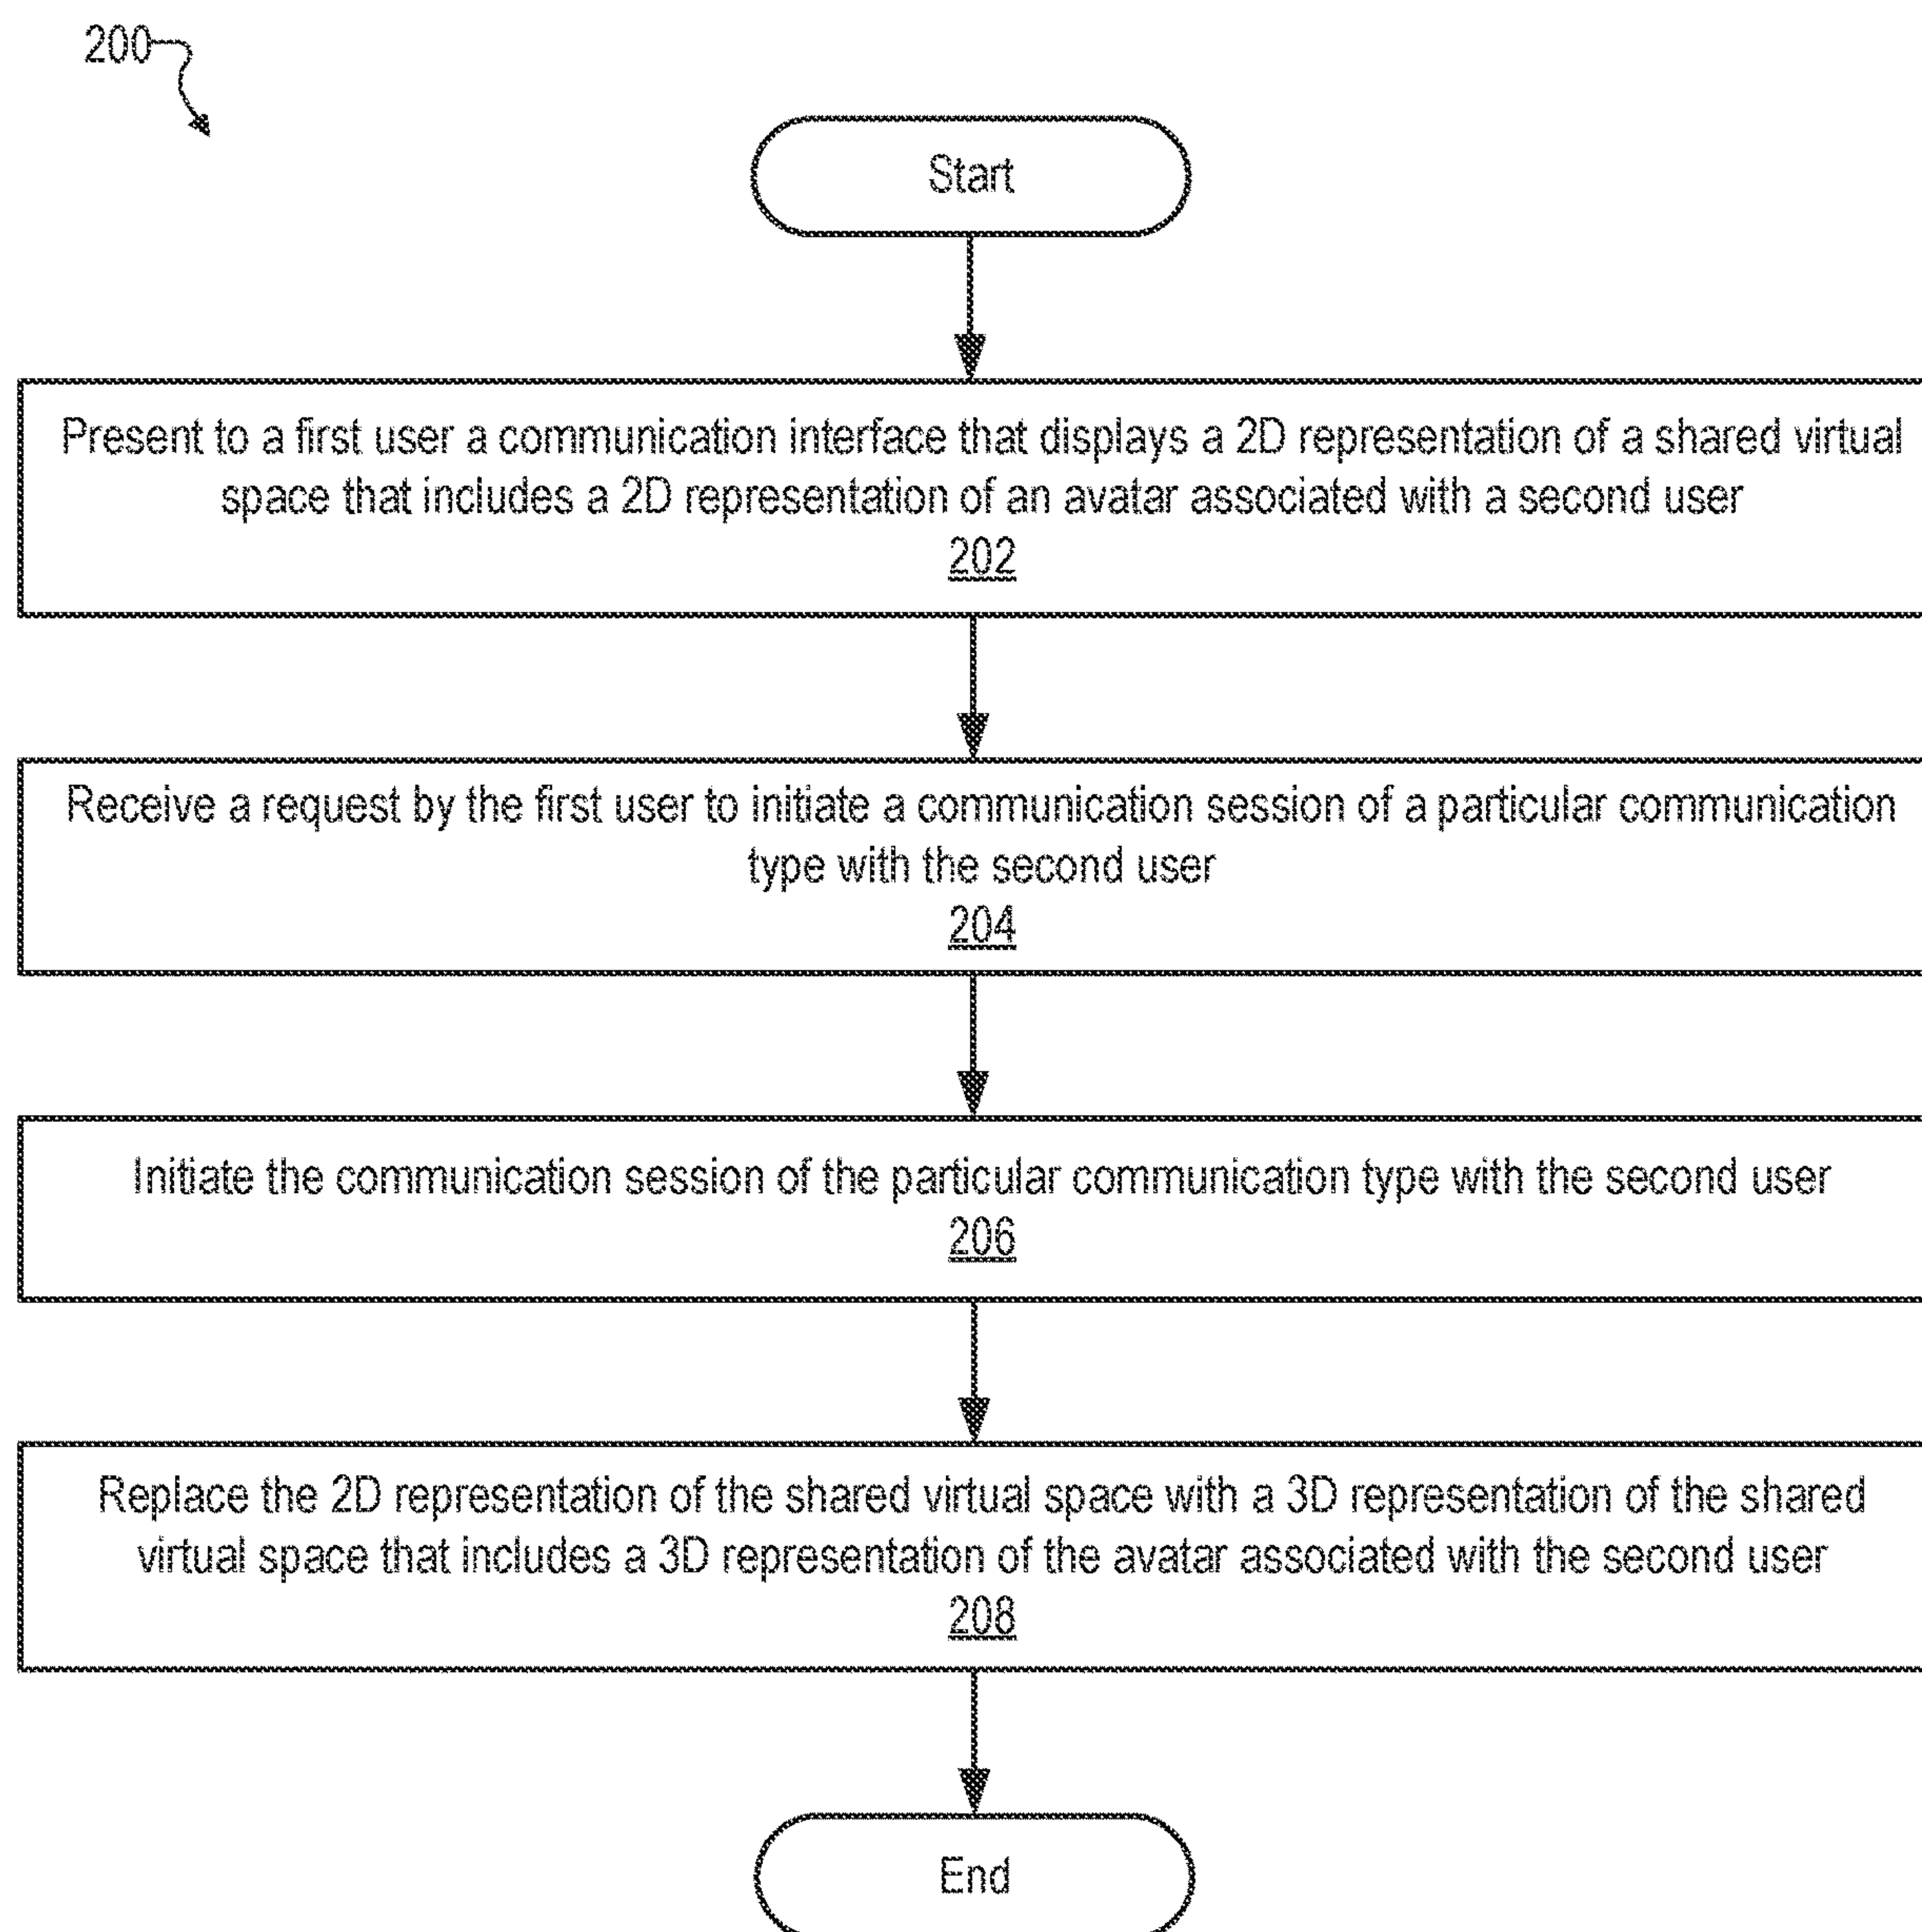 200
Start
Present to a first user a communication interface that displays a 2D representation of a shared virtual
space that includes a 2D representation of an avatar associated with a second user
202
Receive a request by the first user to initiate a communication session of a particular communication
type with the second user
204
Initiate the communication session of the particular communication type with the second user
206
Replace the 2D representation of the shared virtual space with a 3D representation of the shared
virtual space that includes a 3D representation of the avatar associated with the second user
208
End